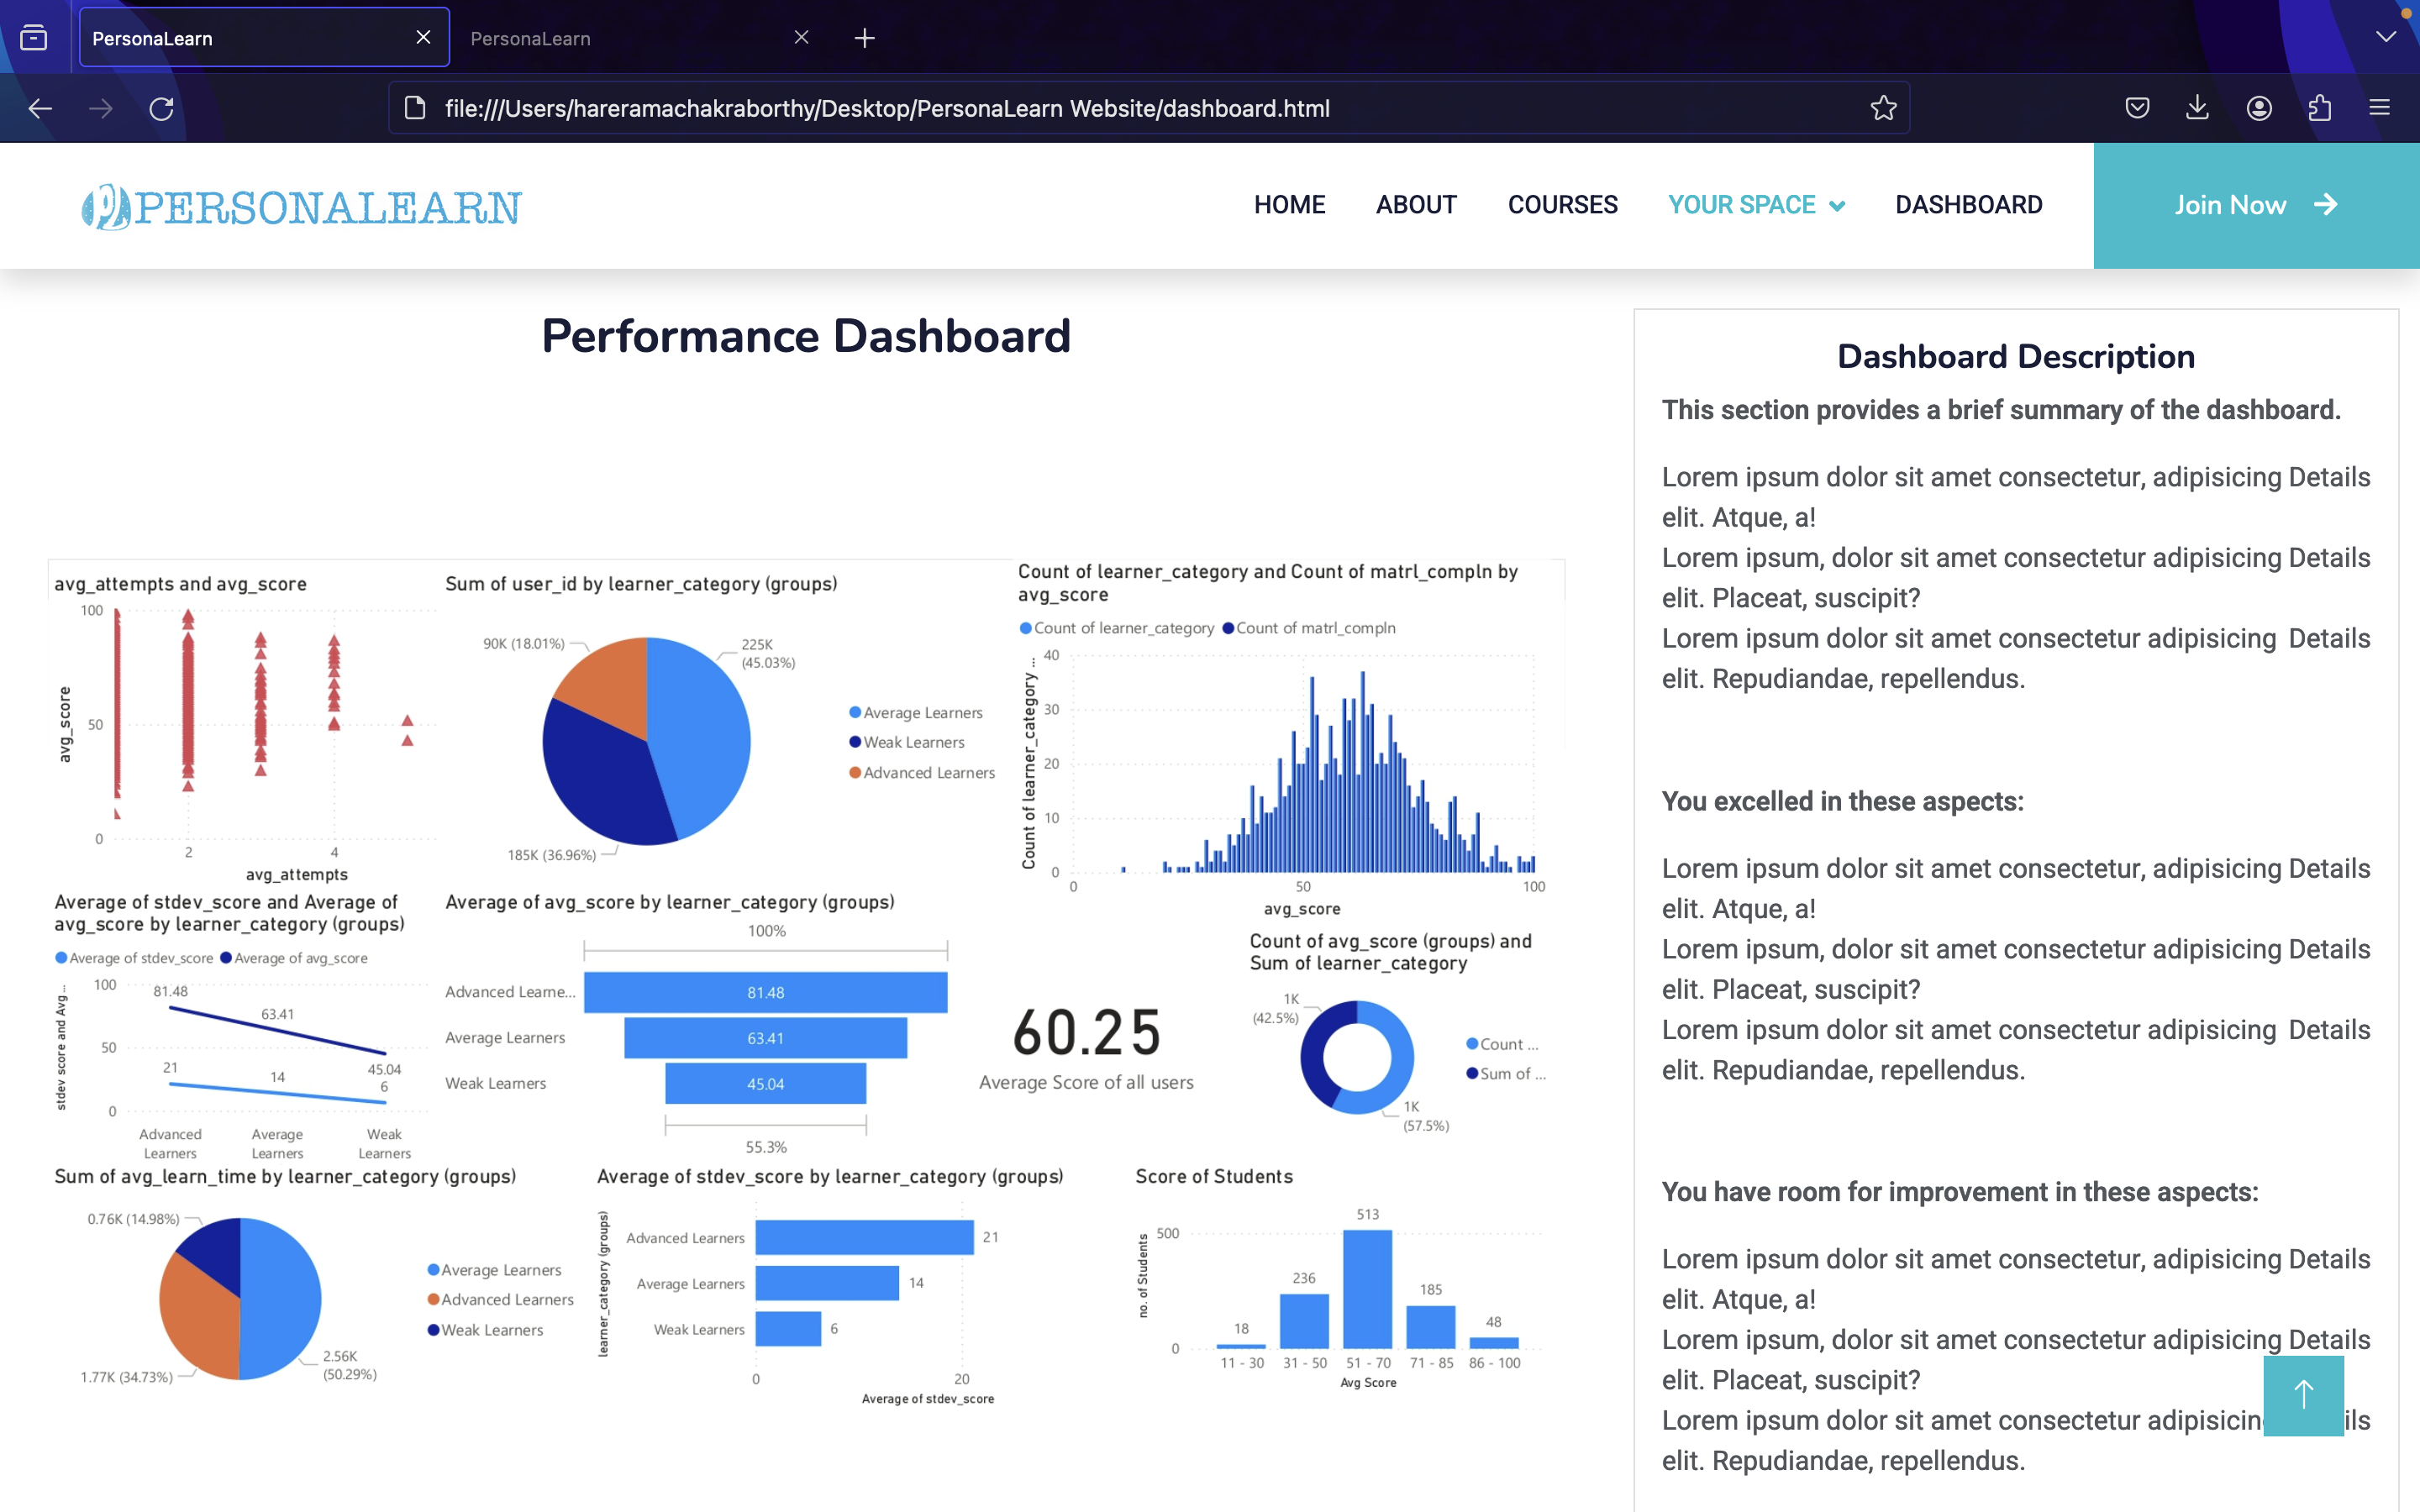 PersonaLearn
PersonaLearn
file:///Users/hareramachakraborthy/Desktop/PersonaLearn Website/dashboard.html
PERSONALEARN
HOME
ABOUT
COURSES
YOUR SPACE
DASHBOARD
Join Now
Performance Dashboard
avg_attempts and avg_score
100
50
0
avg_score
2
4
avg_attempts
Sum of user_id by learner_category (groups)
90K (18.01%)
225K
(45.03%)
185K (36.96%)
Average Learners
Weak Learners
Advanced Learners
Count of learner_category and Count of matrl_compln by
avg_score
Count of learner_category
Count of matrl_compln
Count of learner_category ...
40
30
20
10
0
0
50
100
avg_score
Average of stdev_score and Average of
avg_score by learner_category (groups)
Average of stdev_score
Average of avg_score
stdev score and Avg ...
100
50
0
81.48
63.41
45.04
21
14
6
Advanced
Learners
Average
Learners
Weak
Learners
Average of avg_score by learner_category (groups)
100%
Advanced Learne...
81.48
Average Learners
63.41
Weak Learners
45.04
55.3%
60.25
Average Score of all users
Count of avg_score (groups) and
Sum of learner_category
1K
(42.5%)
1K
(57.5%)
Count ...
Sum of ...
Sum of avg_learn_time by learner_category (groups)
0.76K (14.98%)
1.77K (34.73%)
2.56K
(50.29%)
Average Learners
Advanced Learners
Weak Learners
Average of stdev_score by learner_category (groups)
learner_category (groups)
Advanced Learners
21
Average Learners
14
Weak Learners
6
0
20
Average of stdev_score
Score of Students
no. of Students
500
0
18
236
513
185
48
11 - 30
31 - 50
51 - 70
71 - 85
86 - 100
Avg Score
Dashboard Description
This section provides a brief summary of the dashboard.
Lorem ipsum dolor sit amet consectetur, adipisicing Details
elit. Atque, a!
Lorem ipsum, dolor sit amet consectetur adipisicing Details
elit. Placeat, suscipit?
Lorem ipsum dolor sit amet consectetur adipisicing Details
elit. Repudiandae, repellendus.
You excelled in these aspects:
Lorem ipsum dolor sit amet consectetur, adipisicing Details
elit. Atque, a!
Lorem ipsum, dolor sit amet consectetur adipisicing Details
elit. Placeat, suscipit?
Lorem ipsum dolor sit amet consectetur adipisicing Details
elit. Repudiandae, repellendus.
You have room for improvement in these aspects:
Lorem ipsum dolor sit amet consectetur, adipisicing Details
elit. Atque, a!
Lorem ipsum, dolor sit amet consectetur adipisicing Details
elit. Placeat, suscipit?
Lorem ipsum dolor sit amet consectetur
elit. Repudiandae, repellendus.